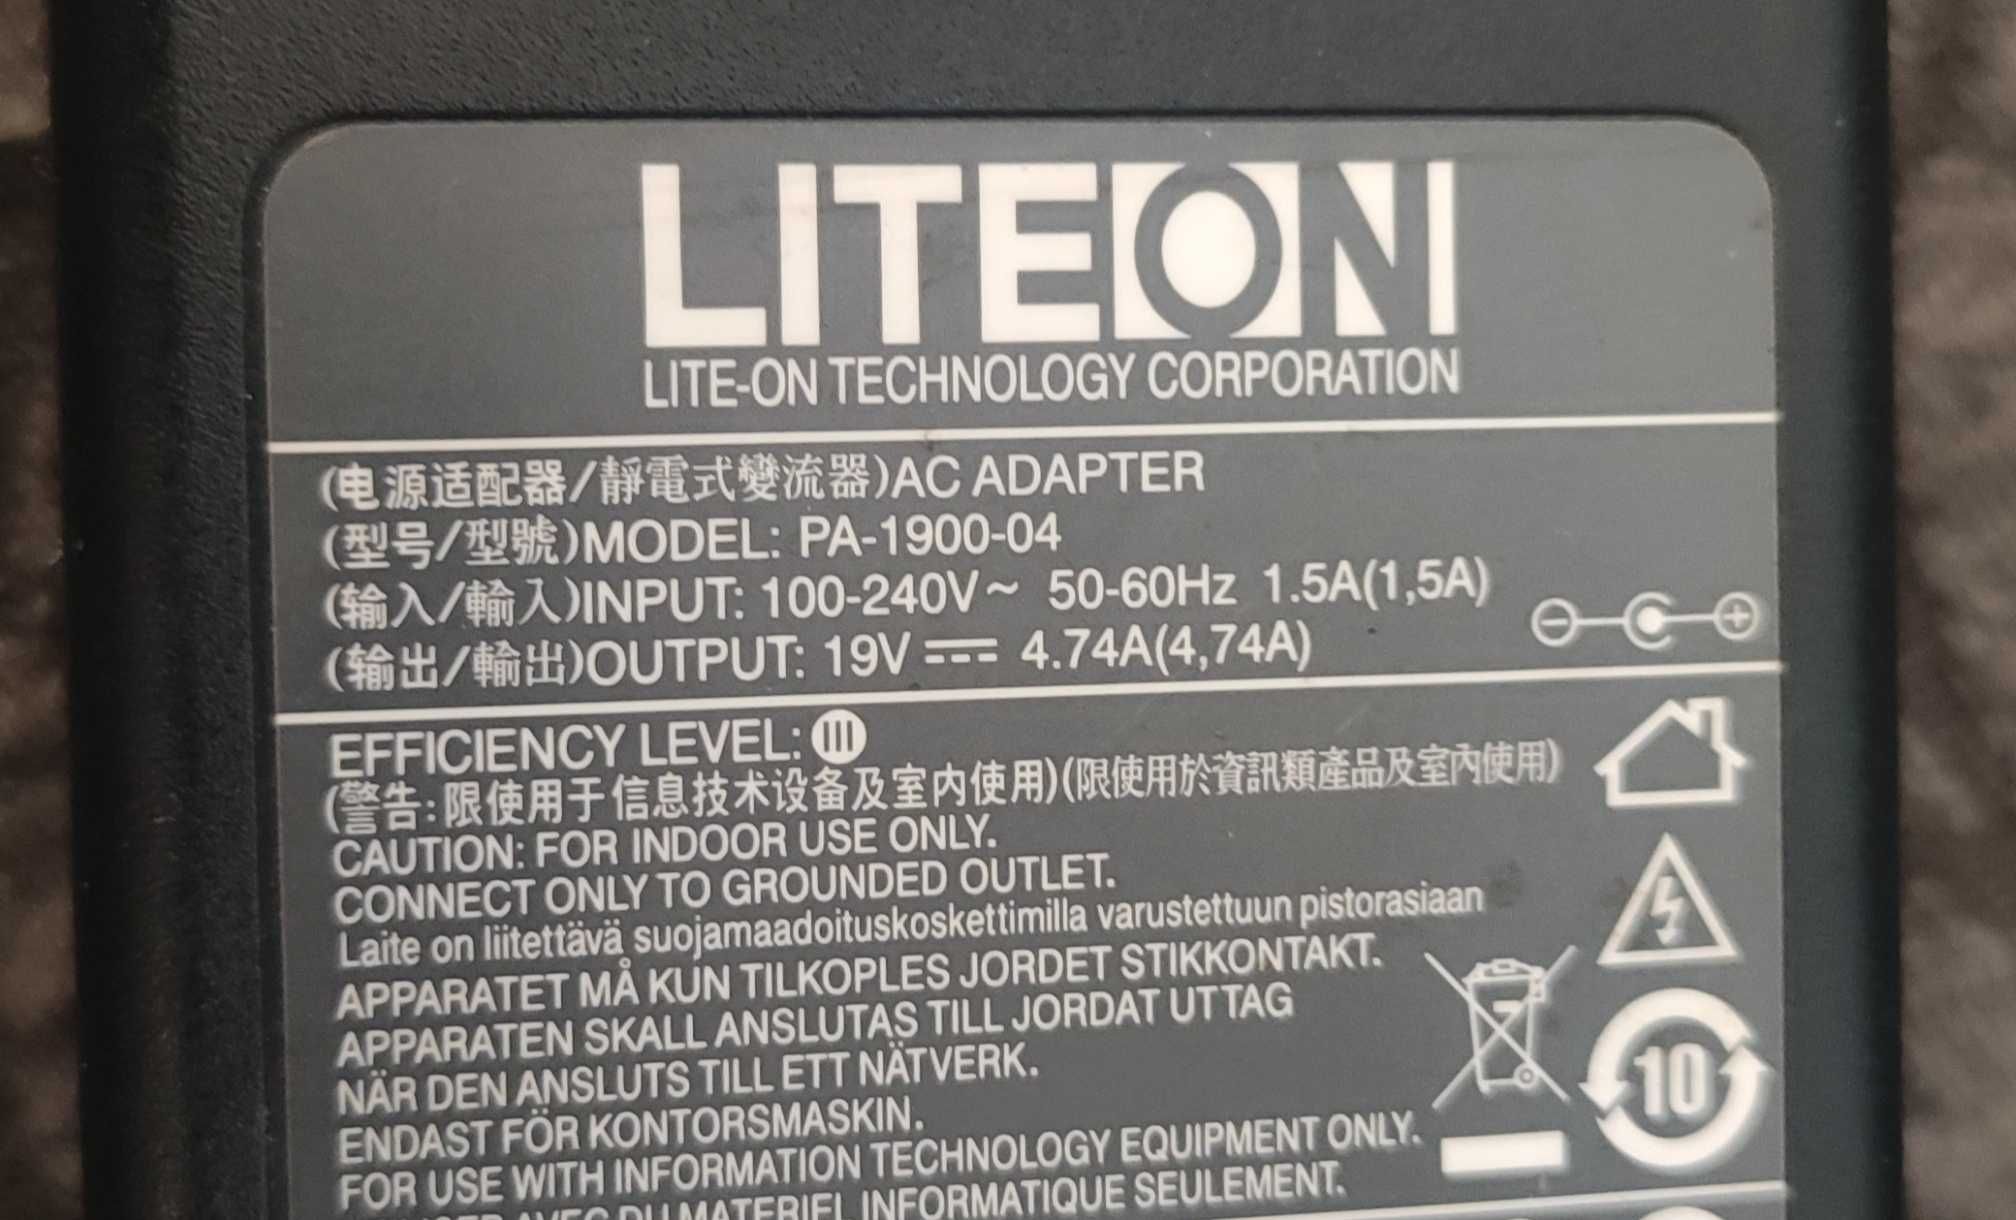 LITEON
LITE-ON TECHNOLOGY CORPORATION
(电源适配器/靜電式變流器)AC ADAPTER
(型号/型號)MODEL: PA-1900-04
(输入/輸入)INPUT: 100-240V~ 50-60Hz 1.5A(1,5A)
(输出/輸出)OUTPUT: 19V⎓ 4.74A(4,74A)
EFFICIENCY LEVEL: III
(警告:限使用于信息技术设备及室内使用)(限使用於資訊類產品及室內使用)
CAUTION: FOR INDOOR USE ONLY.
CONNECT ONLY TO GROUNDED OUTLET.
Laite on liitettävä suojamaadoituskoskettimilla varustettuun pistorasiaan
APPARATET MÅ KUN TILKOPLES JORDET STIKKONTAKT.
APPARATEN SKALL ANSLUTAS TILL JORDAT UTTAG
NÄR DEN ANSLUTS TILL ETT NÄTVERK.
ENDAST FÖR KONTORSMASKIN.
10
FOR USE WITH INFORMATION TECHNOLOGY EQUIPMENT ONLY.
AVEC DU MATERIEL INFORMATIQUE SEULEMENT.